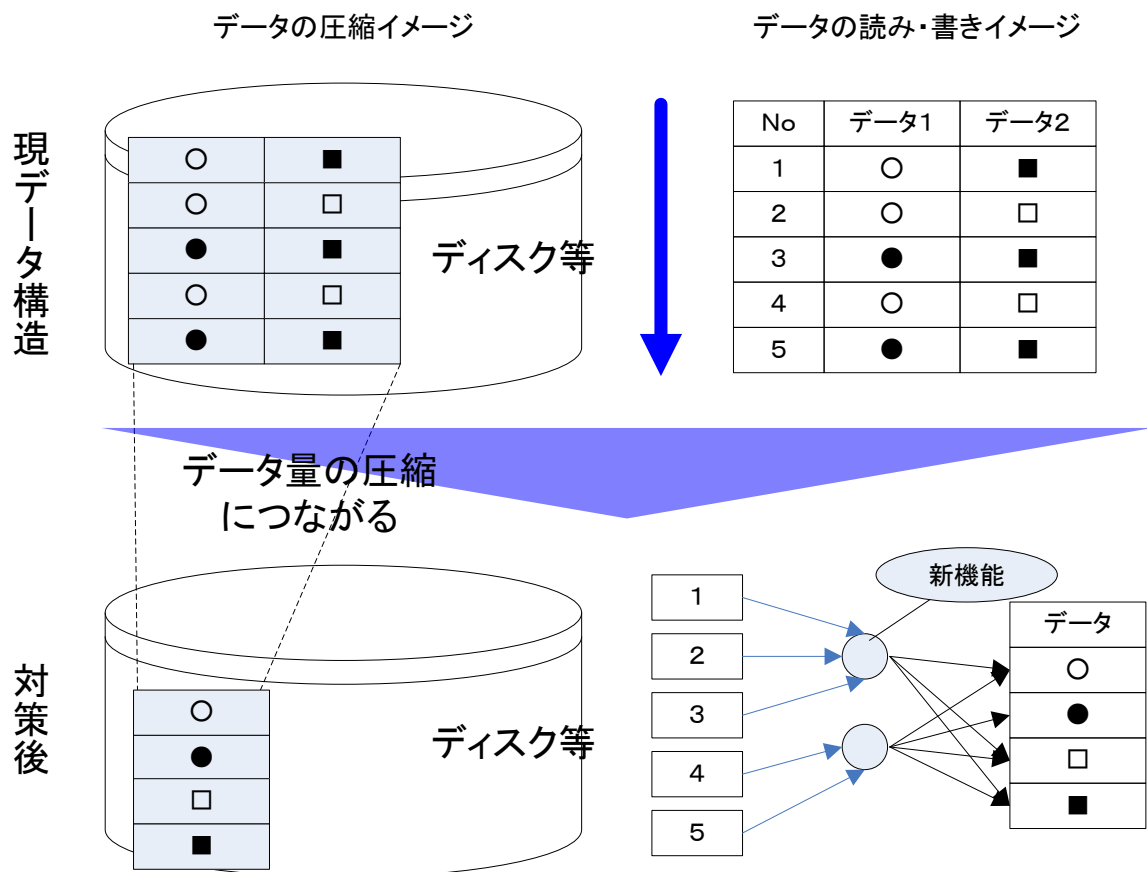 データの圧縮イメージ
データの読み・書きイメージ
現データ構造
○ ■
○ □
● ■
○ □
● ■
ディスク等
No データ1 データ2
1 ○ ■
2 ○ □
3 ● ■
4 ○ □
5 ● ■
データ量の圧縮
につながる
対策後
○
●
□
■
ディスク等
新機能
1
2
3
4
5
データ
○
●
□
■